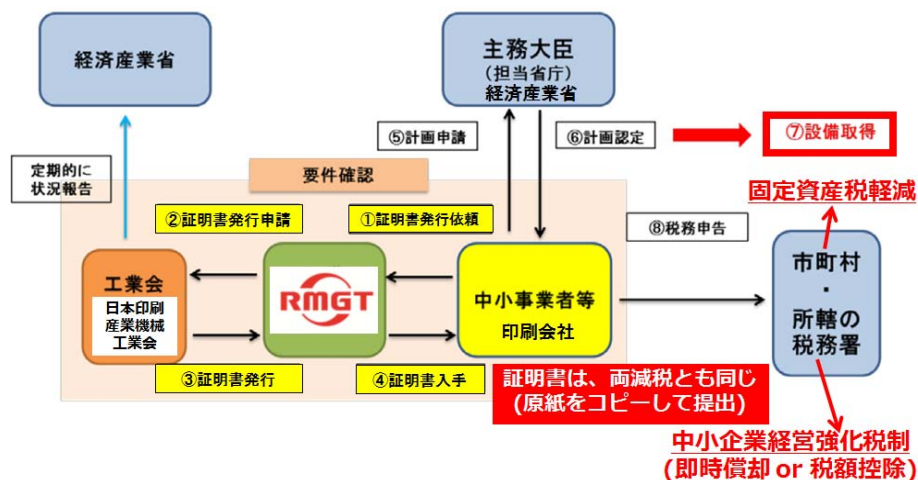 経済産業省
主務大臣
(担当省庁)
経済産業省
⑤計画申請
⑥計画認定
⑦設備取得
定期的に
状況報告
要件確認
固定資産税軽減
②証明書発行申請
①証明書発行依頼
⑧税務申告
工業会
日本印刷
産業機械
工業会
RMGT
中小事業者等
印刷会社
市町村
・
所轄の
税務署
③証明書発行
④証明書入手
証明書は、両減税とも同じ
(原紙をコピーして提出)
中小企業経営強化税制
(即時償却 or 税額控除)